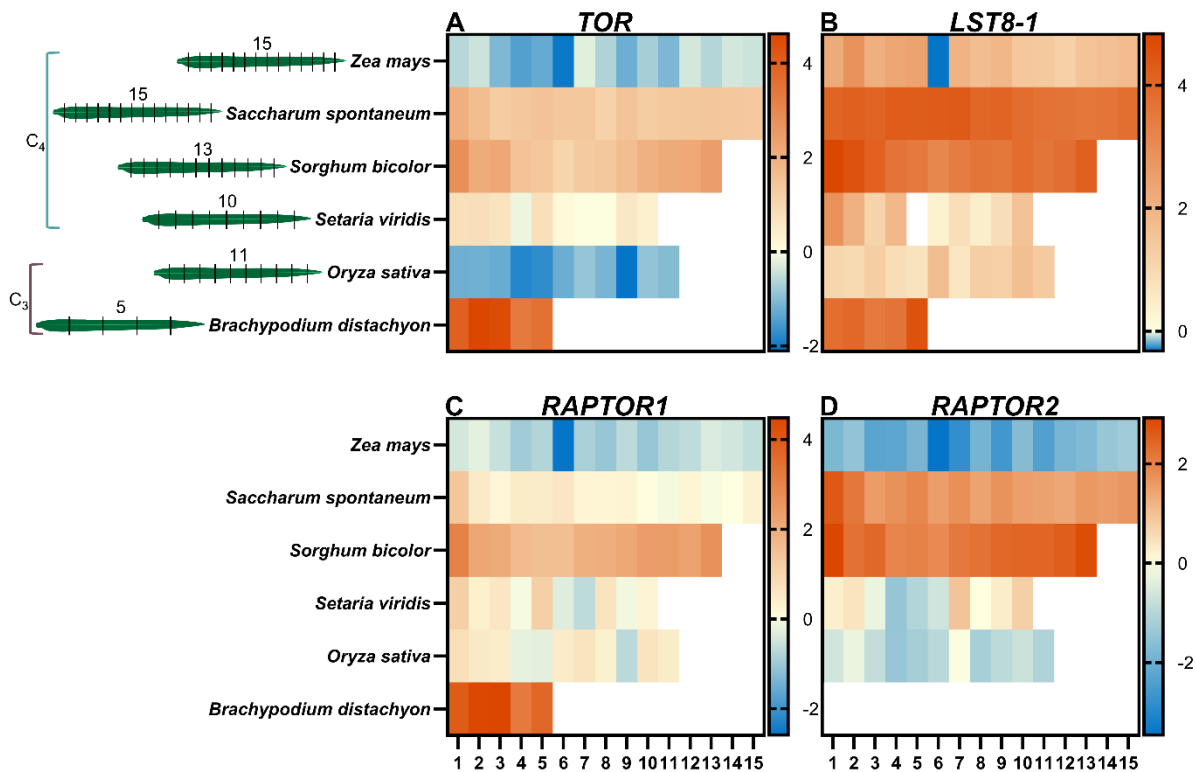 A TOR
B LST8-1
15
Zea mays
15
Saccharum spontaneum
C4
13
Sorghum bicolor
10
Setaria viridis
11
Oryza sativa
C3
5
Brachypodium distachyon
4
2
0
-2
4
2
0
C RAPTOR1
D RAPTOR2
Zea mays
Saccharum spontaneum
Sorghum bicolor
Setaria viridis
Oryza sativa
Brachypodium distachyon
4
2
0
-2
2
0
-2
1 2 3 4 5 6 7 8 9 10 11 12 13 14 15
1 2 3 4 5 6 7 8 9 10 11 12 13 14 15